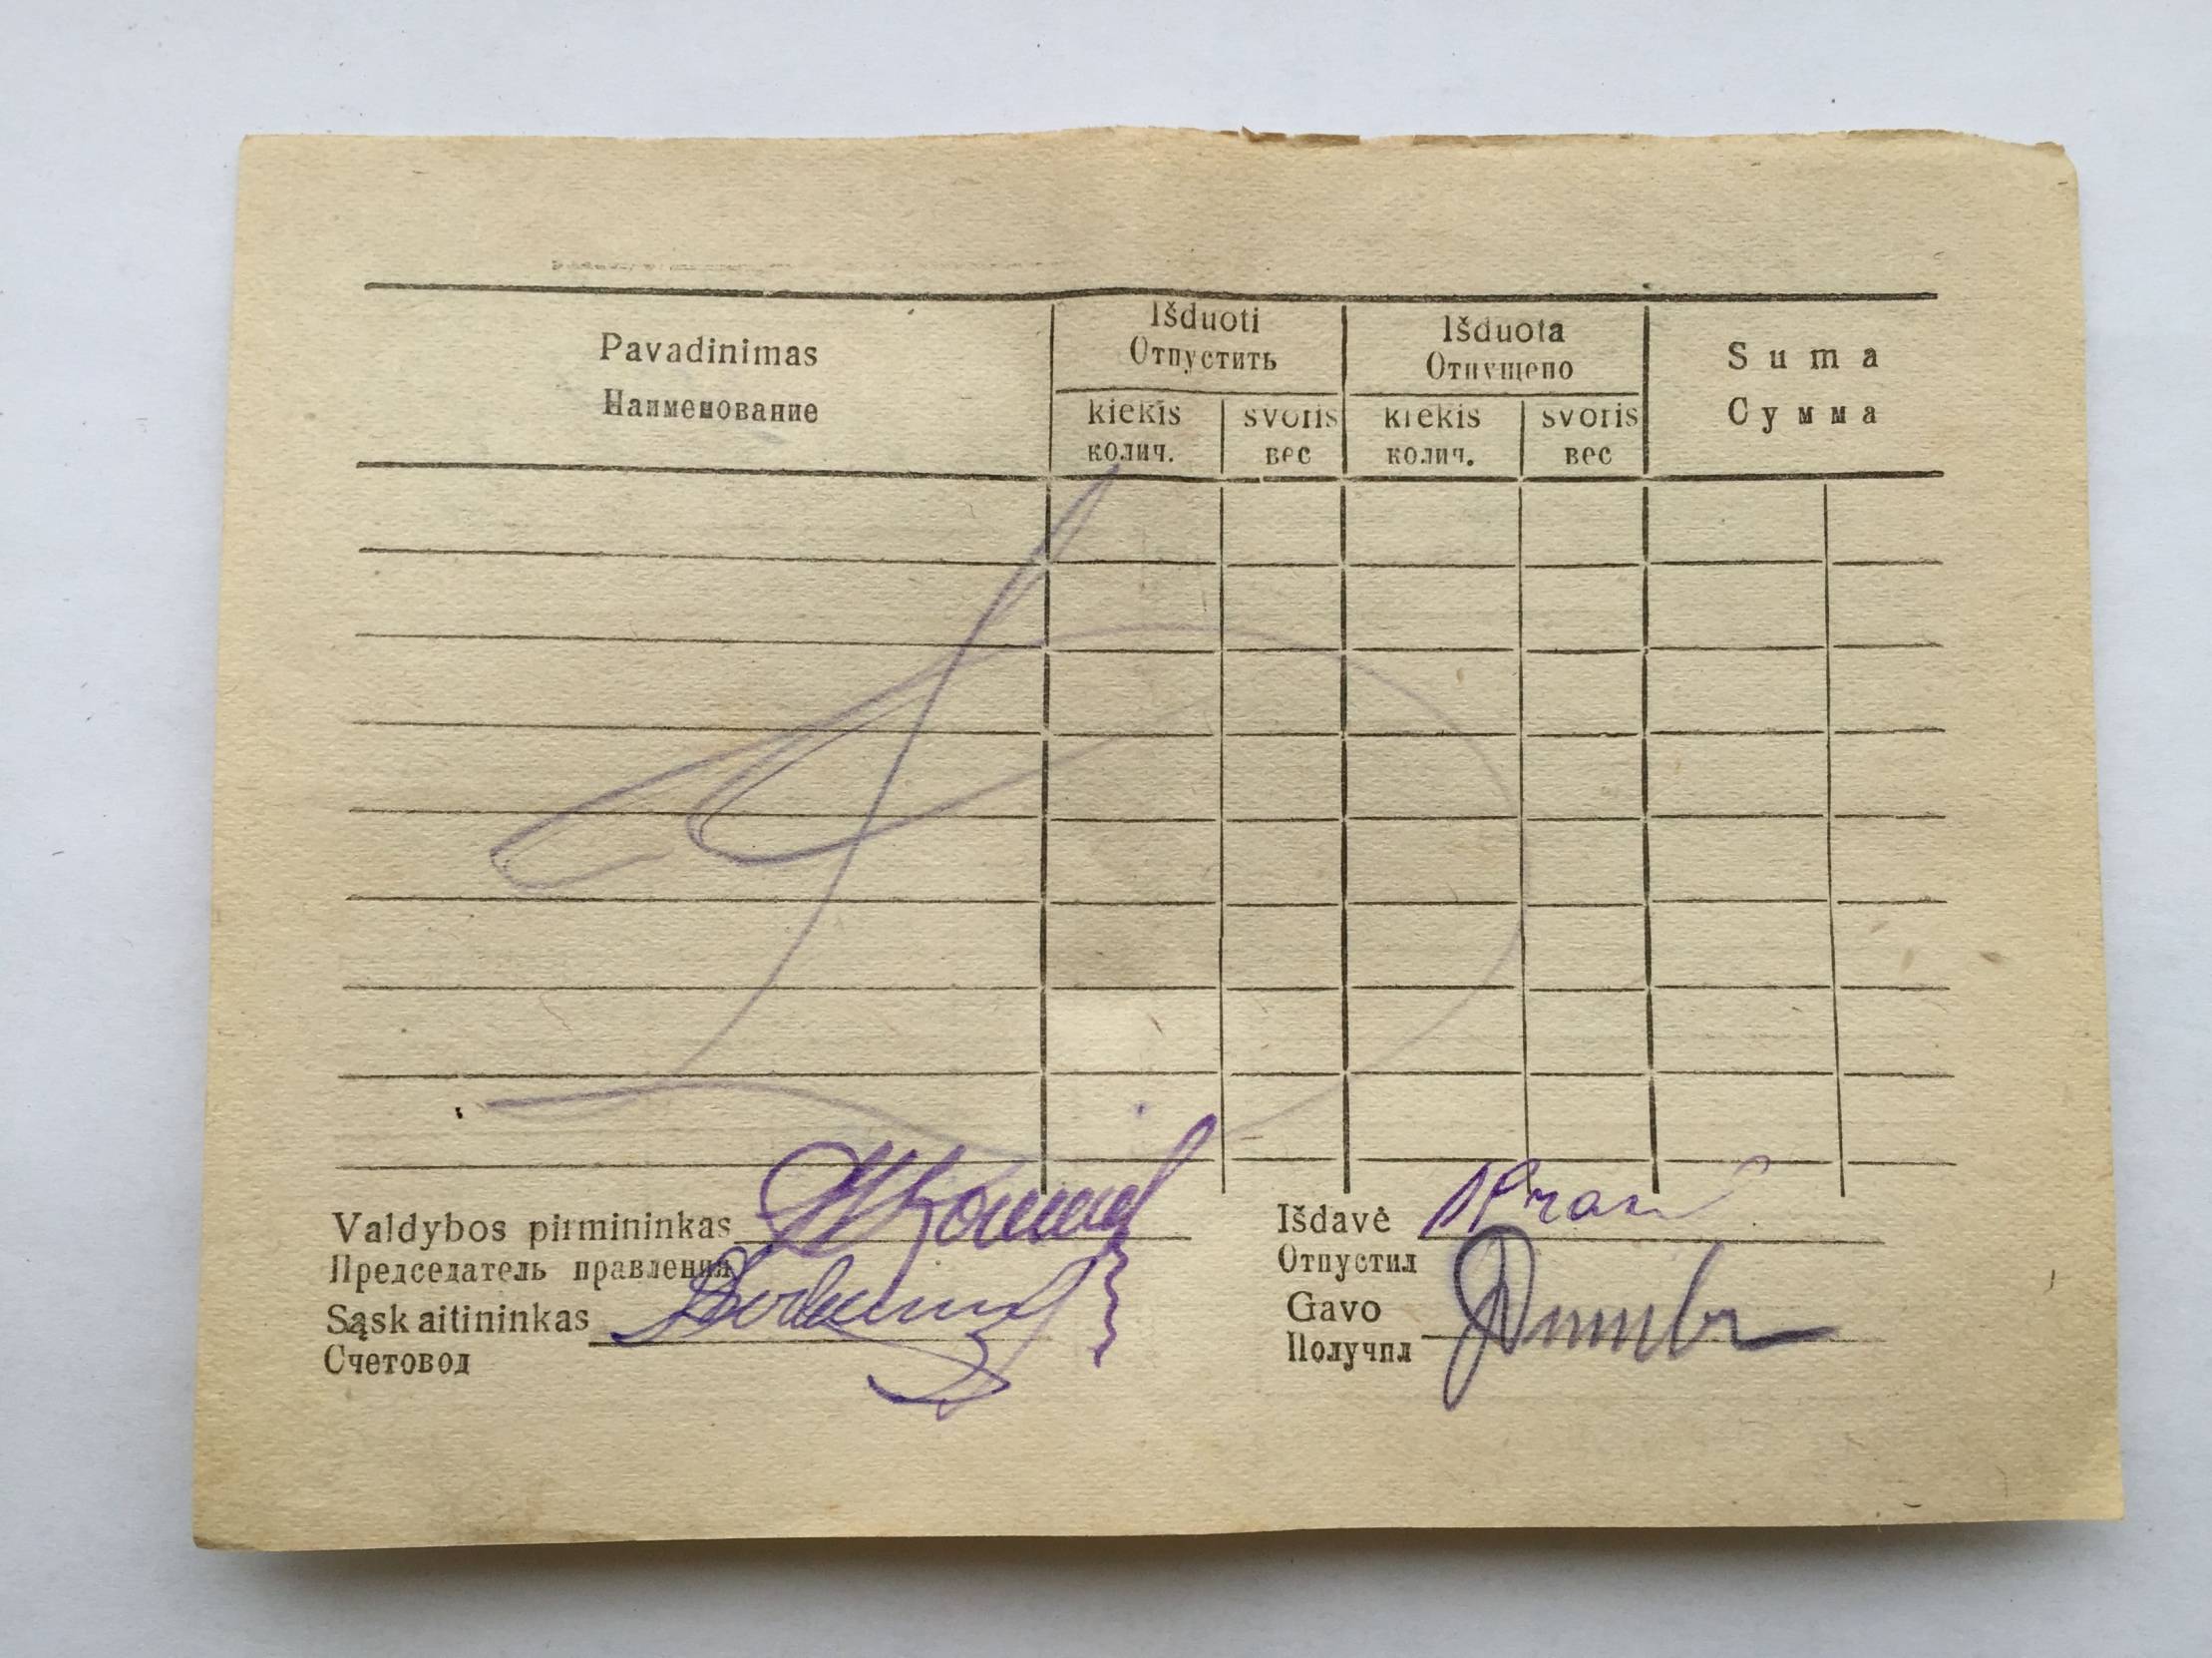 Pavadinimas
Наименование
Išduoti
Отпустить
Išduota
Отпущено
Suma
Сумма
kiekis
колич.
svoris
вес
kiekis
колич.
svoris
вес
Valdybos pirmininkas
Председатель правления
Sąskaitininkas
Счетовод
Išdavė
Отпустил
Gavo
Получил